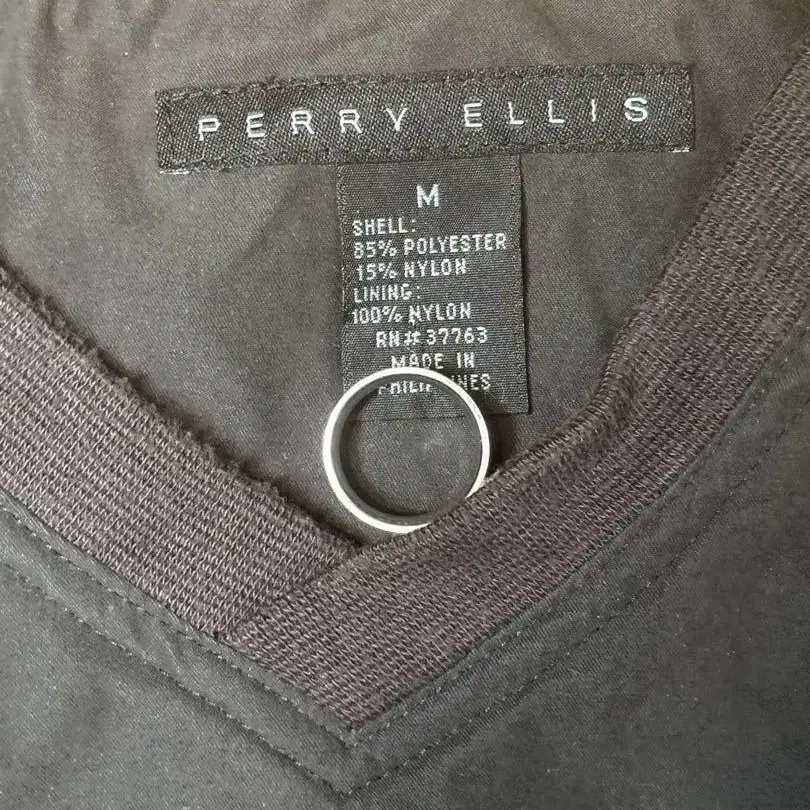 PERRY ELLIS
M
SHELL:
85% POLYESTER
15% NYLON
LINING:
100% NYLON
RN# 37763
MADE IN